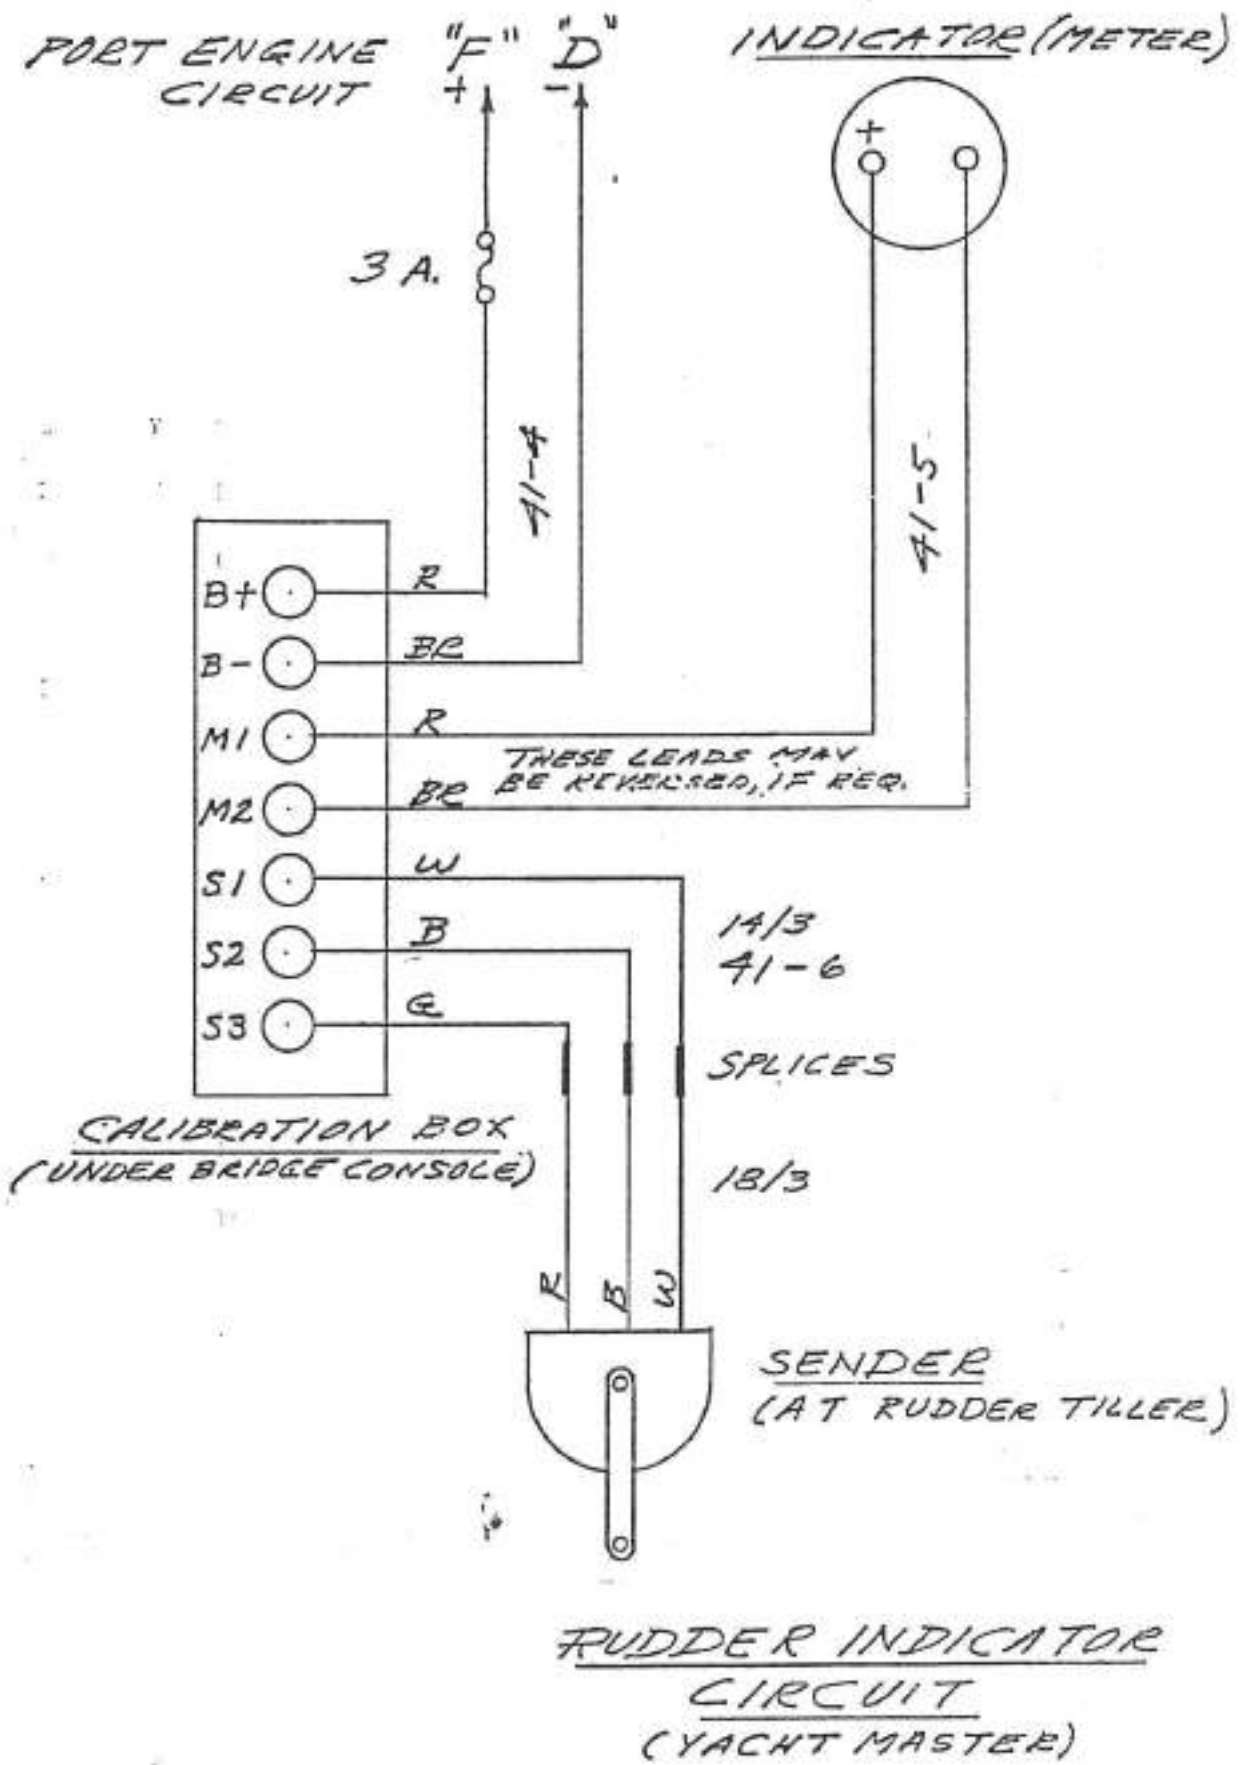 PORT ENGINE
CIRCUIT
"F" "D"
+ -
INDICATOR (METER)
+
3 A.
41-4
41-5
B+ R
B- BR
M1 R
THESE LEADS MAY
BE REVERSED, IF REQ.
M2 BR
S1 W
S2 B
S3 G
14/3
41-6
SPLICES
CALIBRATION BOX
(UNDER BRIDGE CONSOLE)
18/3
R B W
SENDER
(AT RUDDER TILLER)
RUDDER INDICATOR
CIRCUIT
(YACHT MASTER)